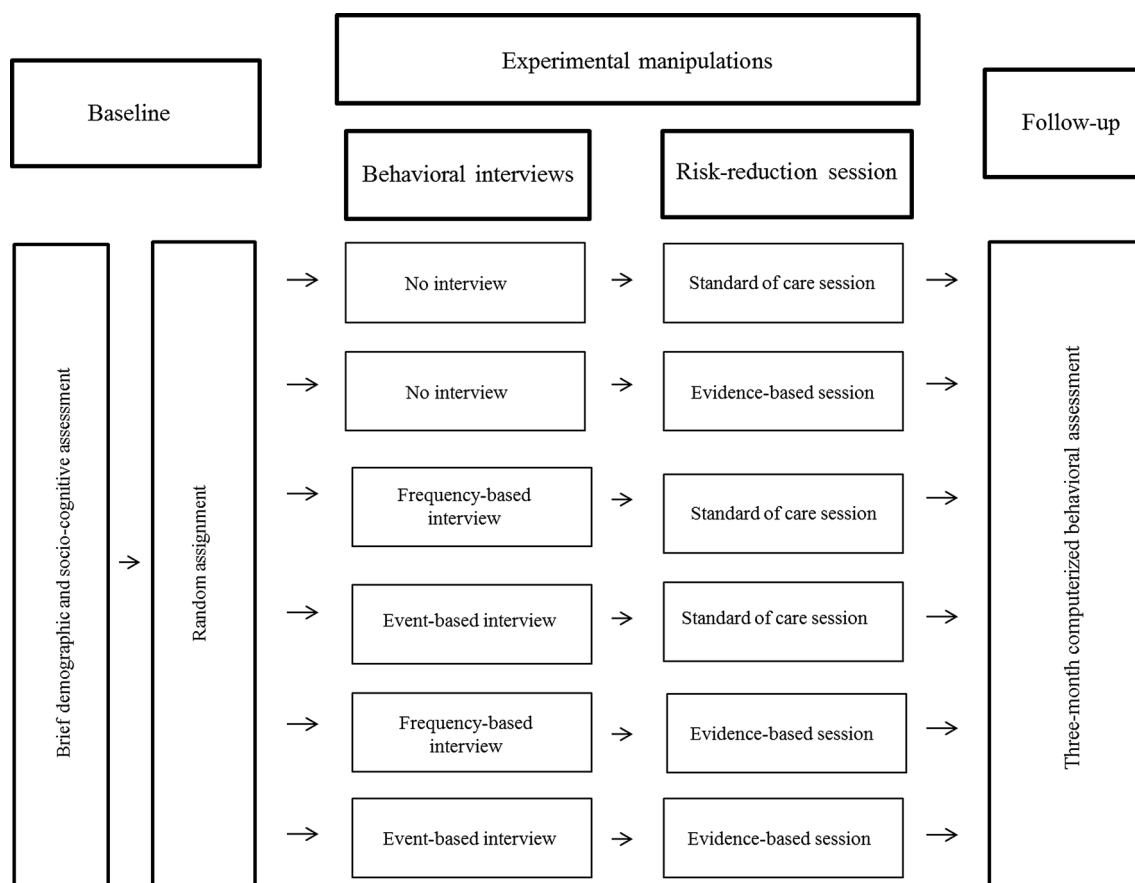 Experimental manipulations
Baseline
Follow-up
Behavioral interviews
Risk-reduction session
Brief demographic and socio-cognitive assessment
Random assignment
No interview
Standard of care session
No interview
Evidence-based session
Frequency-based
interview
Standard of care session
Event-based interview
Standard of care session
Frequency-based
interview
Evidence-based session
Event-based interview
Evidence-based session
Three-month computerized behavioral assessment